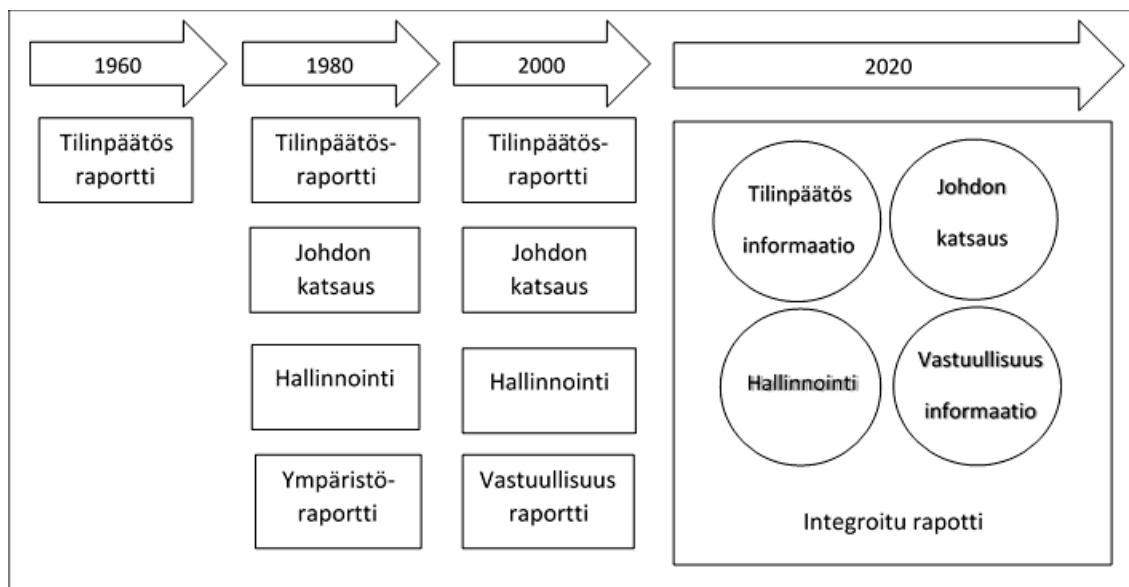 1960
1980
2000
2020
Tilinpäätös
raportti
Tilinpäätös-
raportti
Johdon
katsaus
Hallinnointi
Ympäristö-
raportti
Tilinpäätös-
raportti
Johdon
katsaus
Hallinnointi
Vastuullisuus
raportti
Tilinpäätös
informaatio
Johdon
katsaus
Hallinnointi
Vastuullisuus
informaatio
Integroitu rapotti